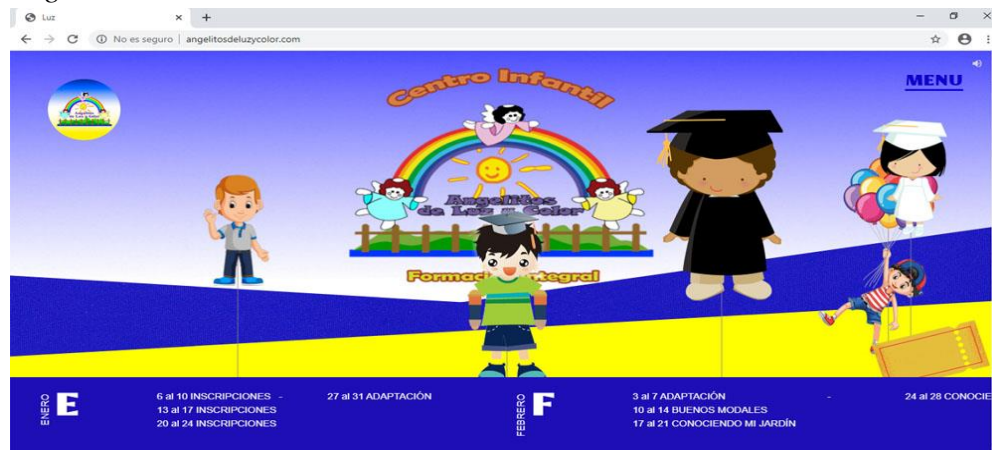 Luz
No es seguro | angelitosdeluzycolor.com
MENU
Centro Infantil
Angelitos
de Luz y Color
ENERO
E
6 al 10 INSCRIPCIONES -
13 al 17 INSCRIPCIONES
20 al 24 INSCRIPCIONES
27 al 31 ADAPTACIÓN
FEBRERO
F
3 al 7 ADAPTACIÓN -
10 al 14 BUENOS MODALES
17 al 21 CONOCIENDO MI JARDÍN
24 al 28 CONOCIE